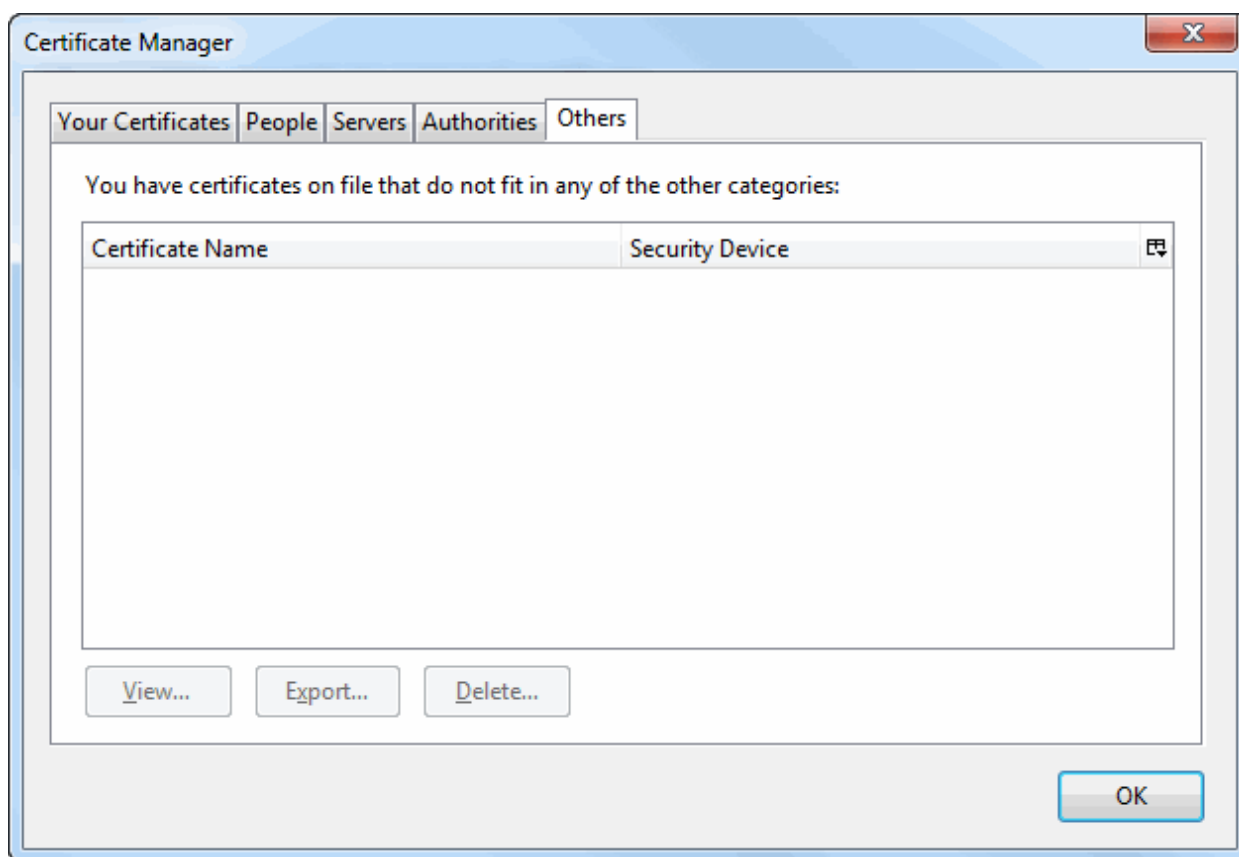 Certificate Manager
Your Certificates People Servers Authorities Others
You have certificates on file that do not fit in any of the other categories:
Certificate Name Security Device
View... Export... Delete...
OK